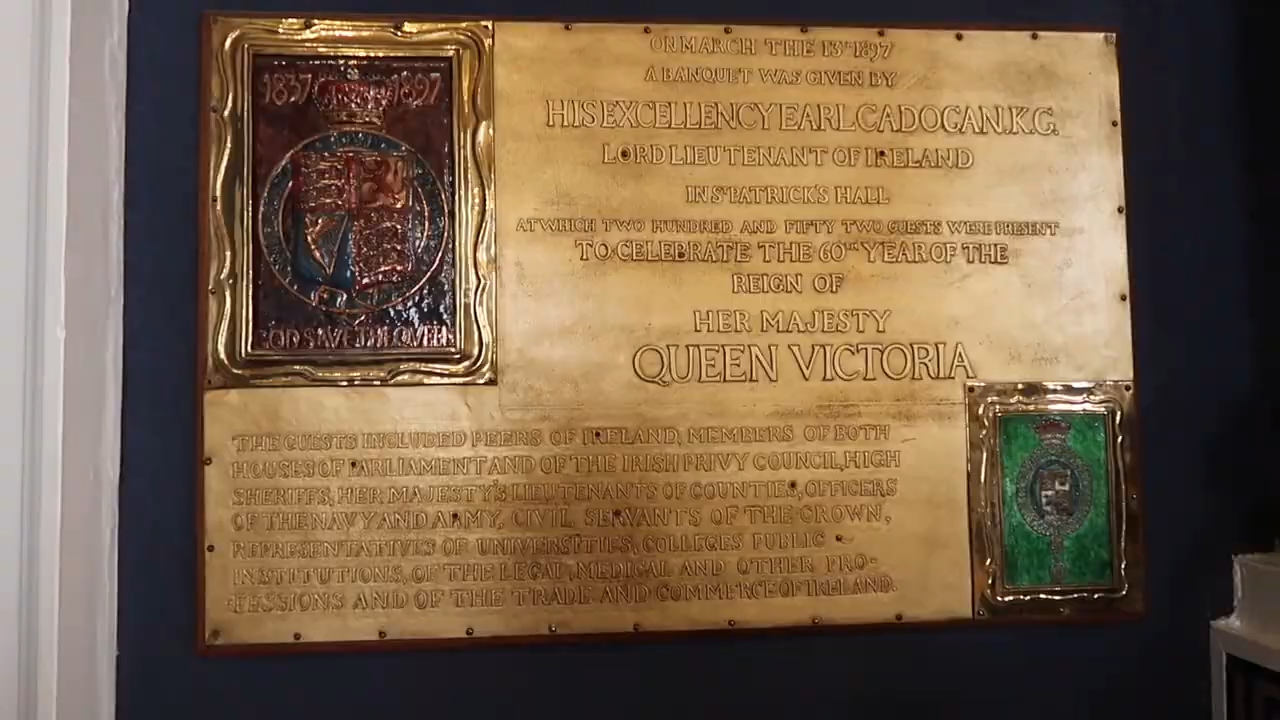 1837 1897
GOD SAVE THE QUEEN
ON MARCH THE 13TH 1897
A BANQUET WAS GIVEN BY
HIS EXCELLENCY EARL CADOGAN. K.G.
LORD LIEUTENANT OF IRELAND
IN ST PATRICK'S HALL
AT WHICH TWO HUNDRED AND FIFTY TWO GUESTS WERE PRESENT
TO CELEBRATE THE 60TH YEAR OF THE
REIGN OF
HER MAJESTY
QUEEN VICTORIA
THE GUESTS INCLUDED PEERS OF IRELAND, MEMBERS OF BOTH
HOUSES OF PARLIAMENT AND OF THE IRISH PRIVY COUNCIL, HIGH
SHERIFFS, HER MAJESTY'S LIEUTENANTS OF COUNTIES, OFFICERS
OF THE NAVY AND ARMY, CIVIL SERVANTS OF THE CROWN,
REPRESENTATIVES OF UNIVERSITIES, COLLEGES PUBLIC
INSTITUTIONS, OF THE LEGAL, MEDICAL AND OTHER PRO-
FESSIONS AND OF THE TRADE AND COMMERCE OF IRELAND.